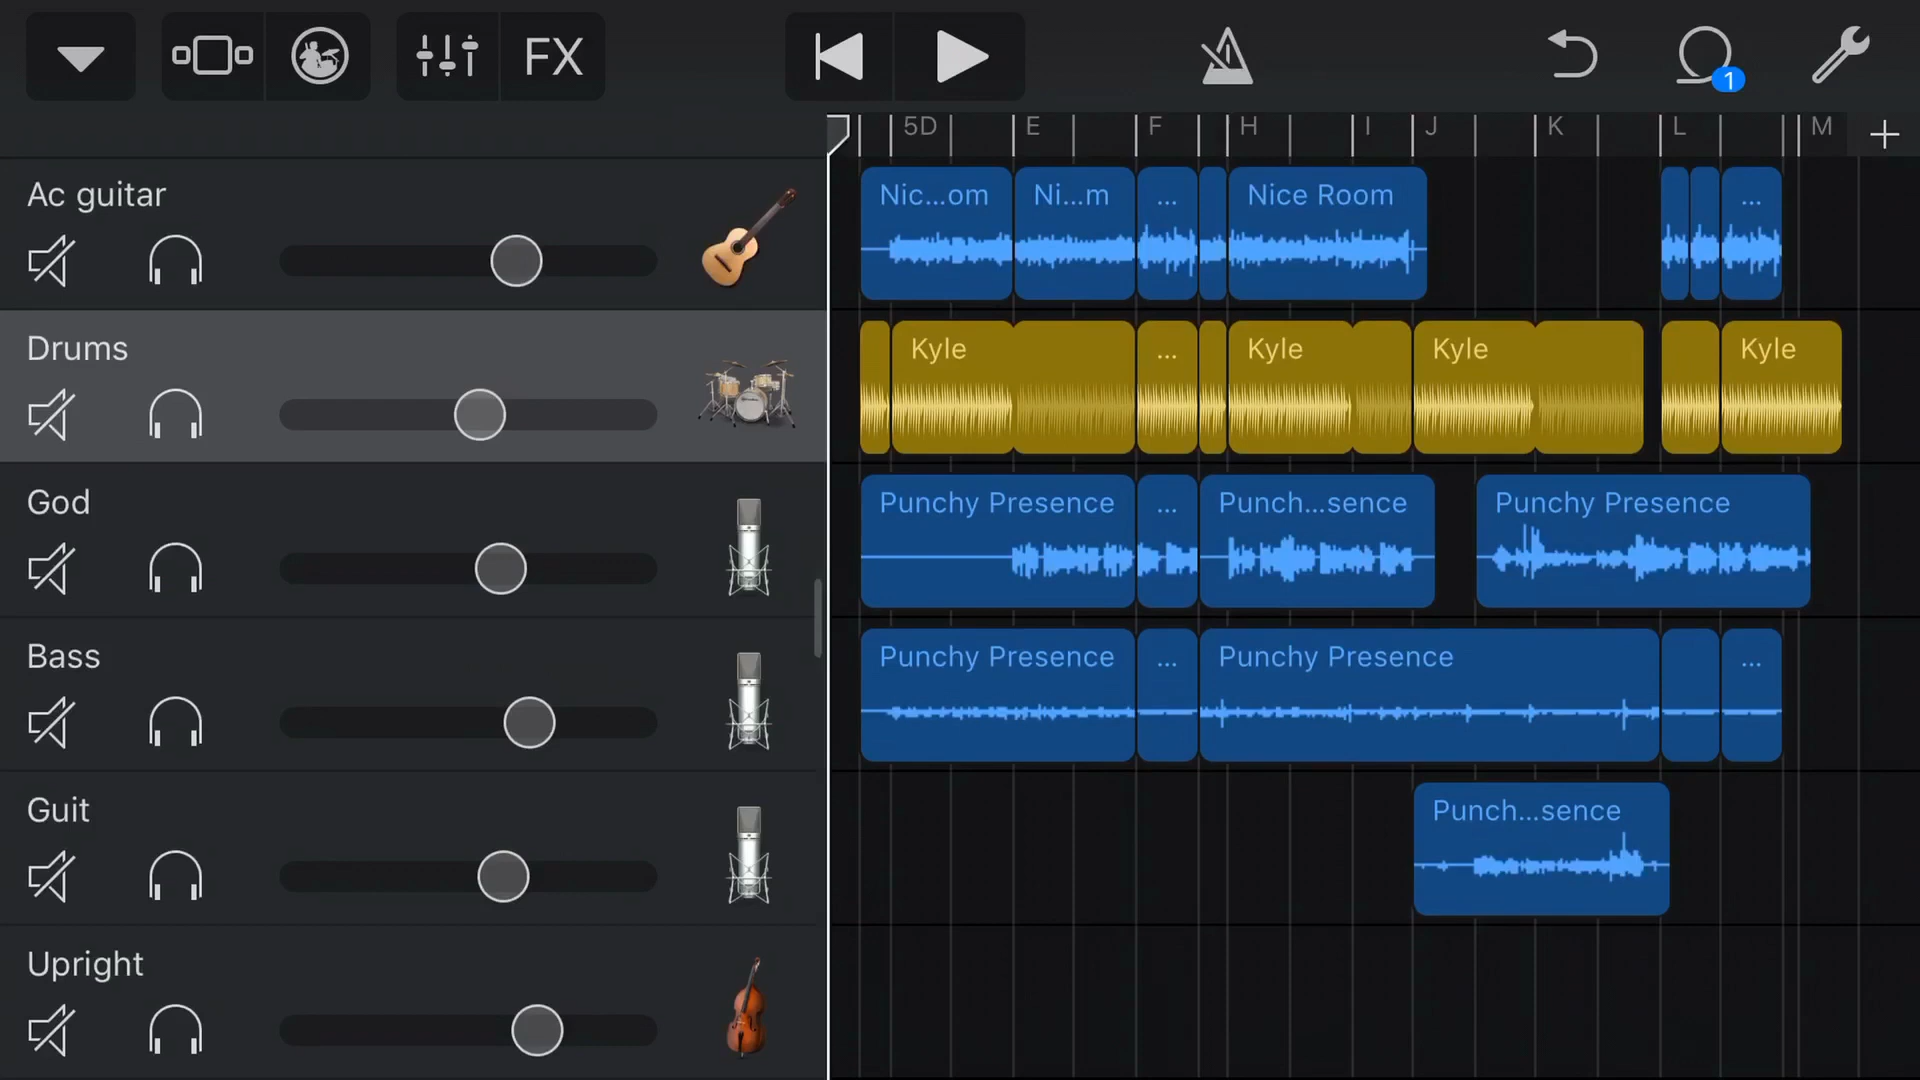 FX
1
5D E F H I J K L M
Ac guitar
Nic...om Ni...m ... Nice Room ...
Drums
Kyle ... Kyle Kyle Kyle
God
Punchy Presence ... Punch...sence Punchy Presence
Bass
Punchy Presence ... Punchy Presence ...
Guit
Punch...sence
Upright